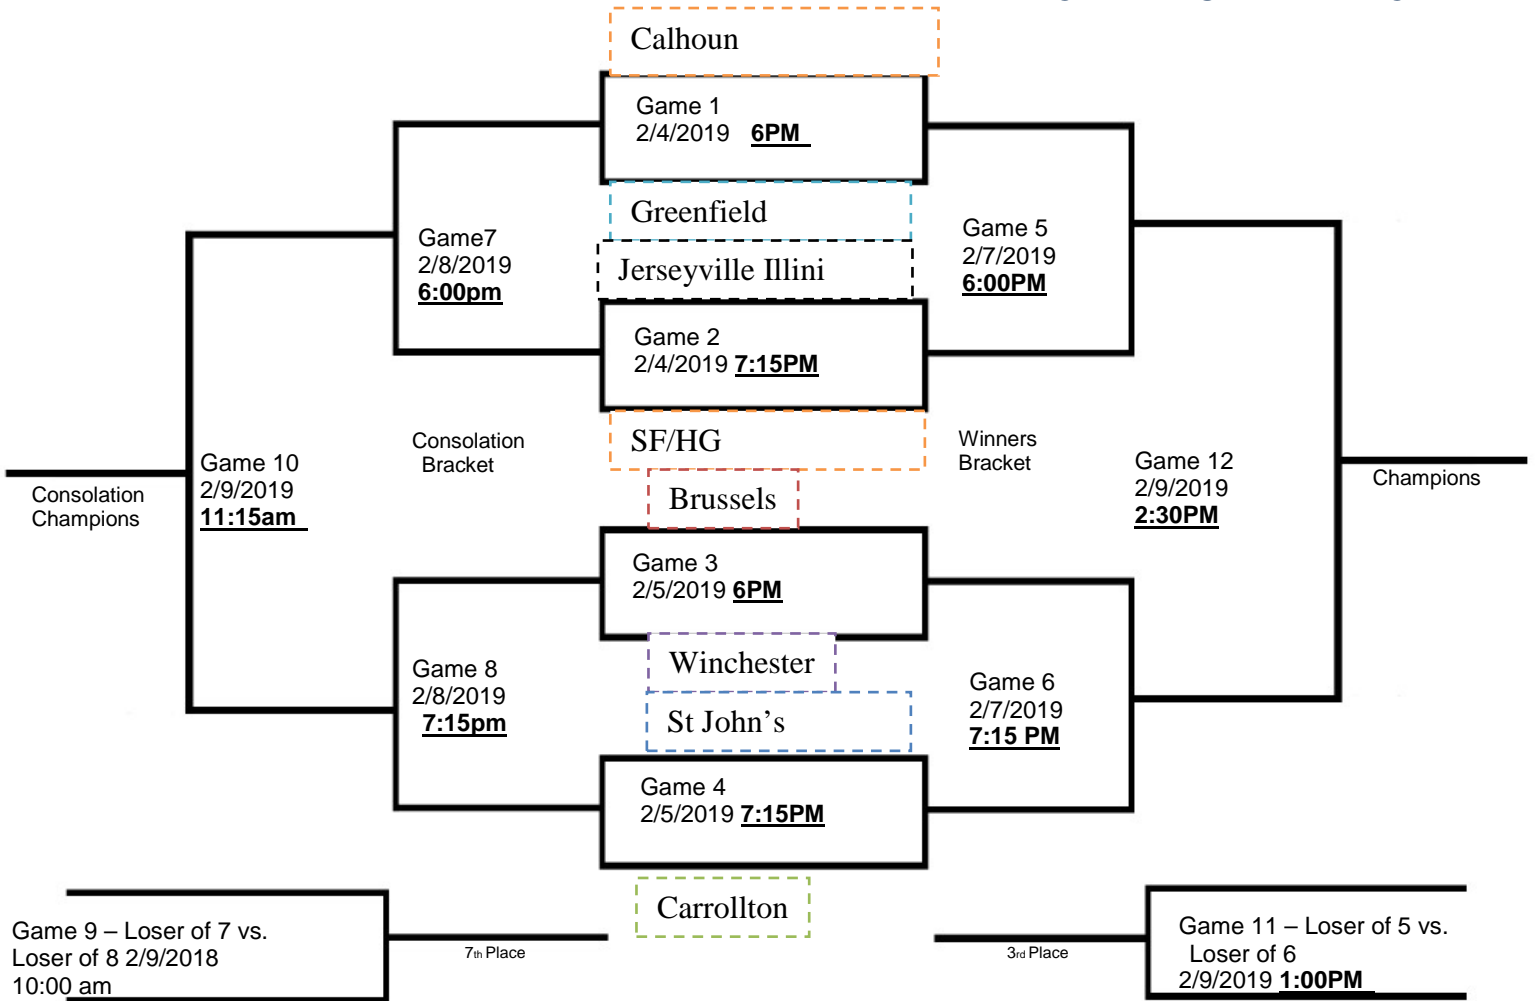 Calhoun
Game 1
2/4/2019 6PM
Greenfield
Jerseyville Illini
Game 2
2/4/2019 7:15PM
SF/HG
Brussels
Game 3
2/5/2019 6PM
Winchester
St John’s
Game 4
2/5/2019 7:15PM
Carrollton
Game7
2/8/2019
6:00pm
Game 5
2/7/2019
6:00PM
Consolation
Bracket
Winners
Bracket
Game 10
2/9/2019
11:15am
Consolation
Champions
Game 12
2/9/2019
2:30PM
Champions
Game 8
2/8/2019
7:15pm
Game 6
2/7/2019
7:15 PM
Game 9 – Loser of 7 vs.
Loser of 8 2/9/2018
10:00 am
7th Place
3rd Place
Game 11 – Loser of 5 vs.
Loser of 6
2/9/2019 1:00PM